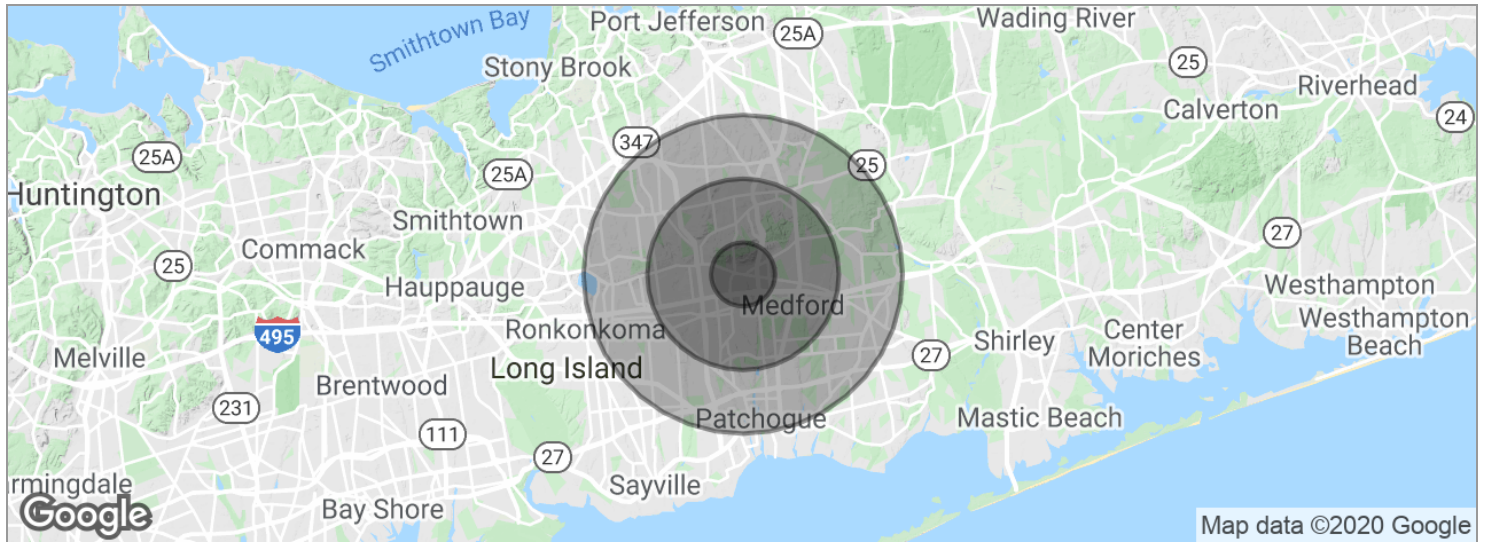 Port Jefferson
Wading River
25A
Smithtown Bay
Stony Brook
25
Riverhead
Calverton
24
347
25A
25
25A
Huntington
Smithtown
Commack
27
25
Hauppauge
Westhampton
Medford
Ronkonkoma
495
Shirley
Center
Moriches
Westhampton
Beach
Melville
27
Long Island
Brentwood
231
Patchogue
Mastic Beach
111
27
rmingdale
Sayville
Bay Shore
Google
Map data ©2020 Google